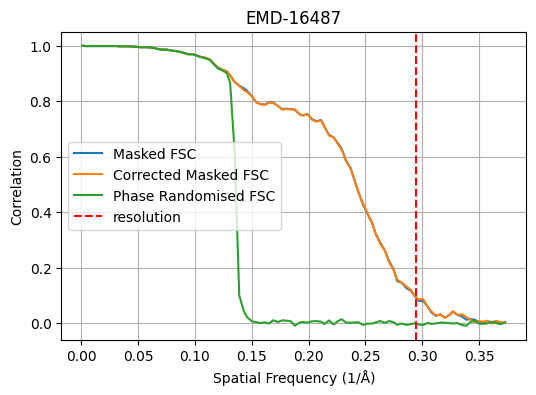 EMD-16487
1.0
0.8
0.6
0.4
0.2
0.0
Correlation
Masked FSC
Corrected Masked FSC
Phase Randomised FSC
resolution
0.00 0.05 0.10 0.15 0.20 0.25 0.30 0.35
Spatial Frequency (1/Å)